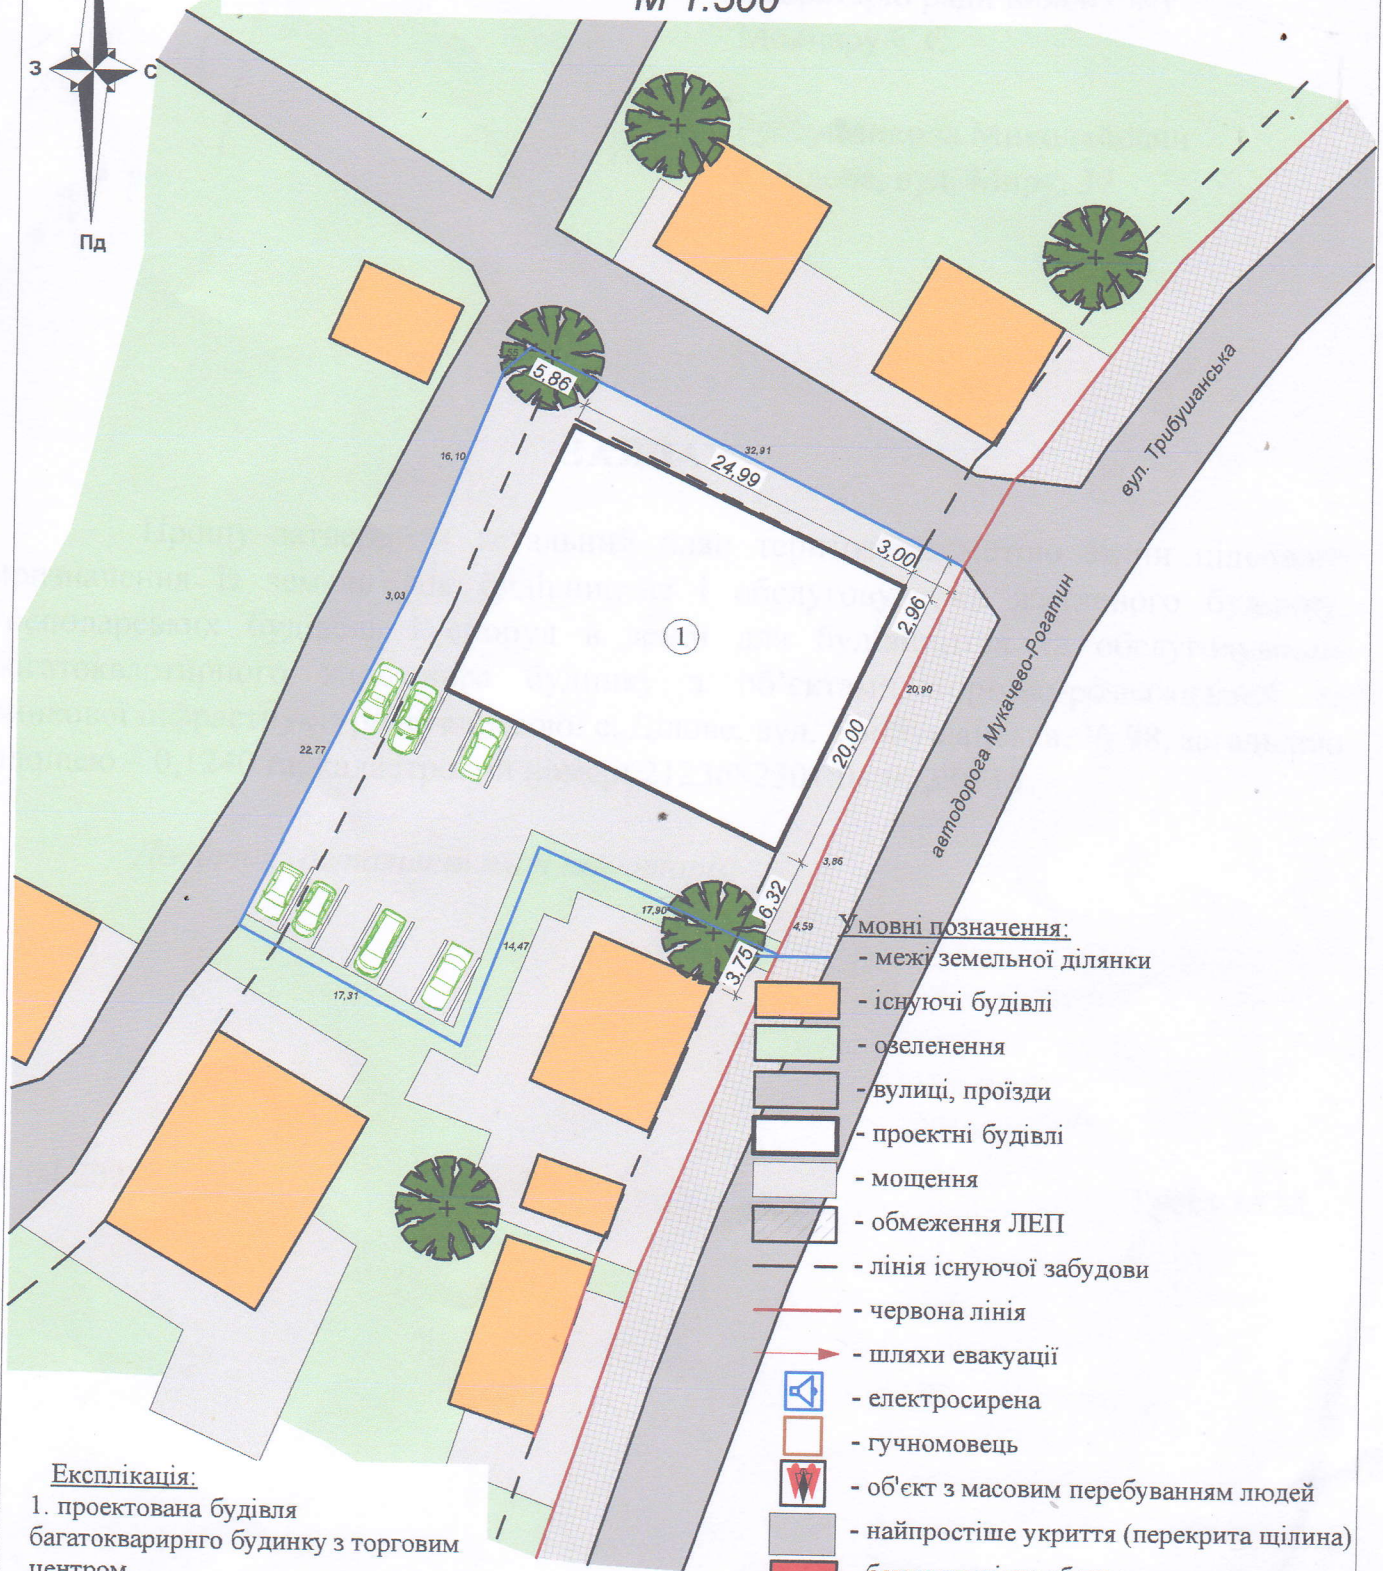 М 1:500
З
С
Пд
5,86
32,91
24,99
16,10
3,00
2,96
3,03
1
20,90
20,00
22,77
3,86
6,32
17,90
4,59
14,47
3,75
17,31
вул. Трибушанська
автодорога Мукачево-Рогатин
Умовні позначення:
- межі земельної ділянки
- існуючі будівлі
- озеленення
- вулиці, проїзди
- проектні будівлі
- мощення
- обмеження ЛЕП
- лінія існуючої забудови
- червона лінія
- шляхи евакуації
- електросирена
- гучномовець
- об'єкт з масовим перебуванням людей
- найпростіше укриття (перекрита щілина)
Експлікація:
1. проектована будівля
багатокварирнго будинку з торговим
центром